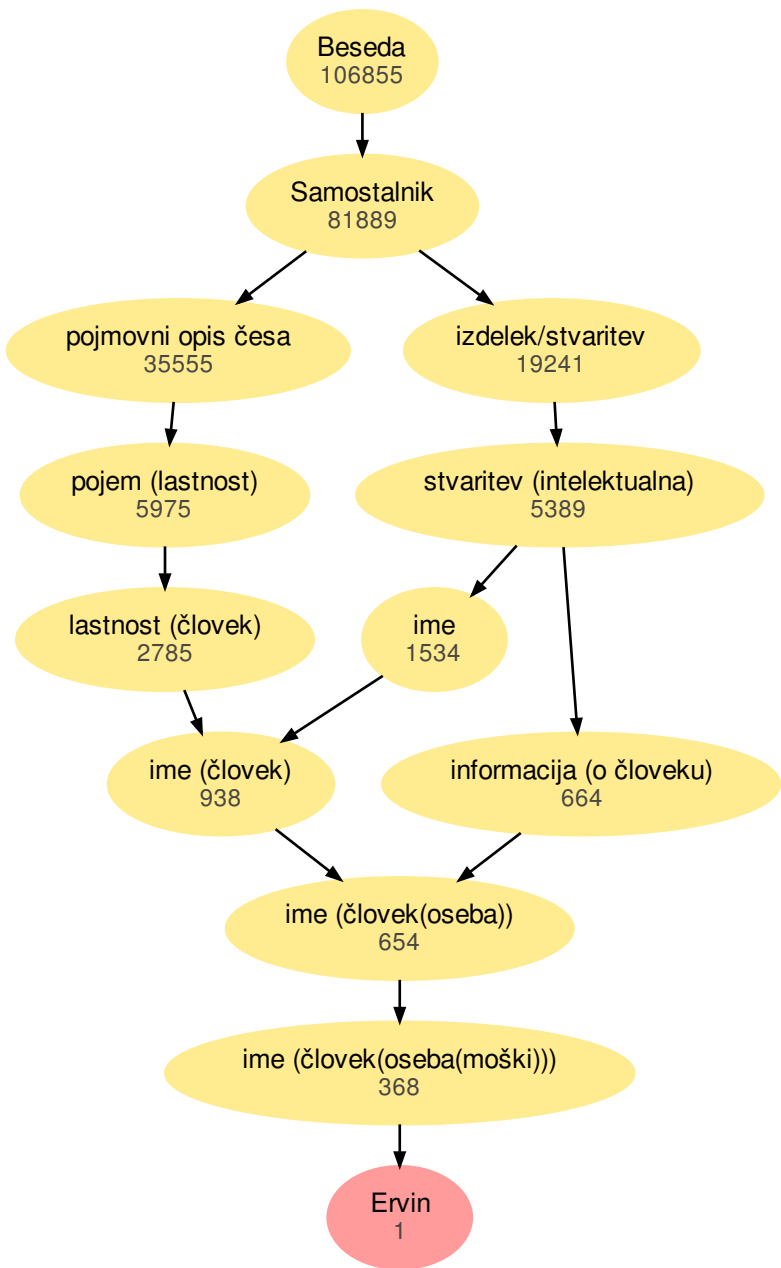 Beseda
106855
Samostalnik
81889
pojmovni opis česa
35555
izdelek/stvaritev
19241
pojem (lastnost)
5975
stvaritev (intelektualna)
5389
lastnost (človek)
2785
ime
1534
ime (človek)
938
informacija (o človeku)
664
ime (človek(oseba))
654
ime (človek(oseba(moški)))
368
Ervin
1